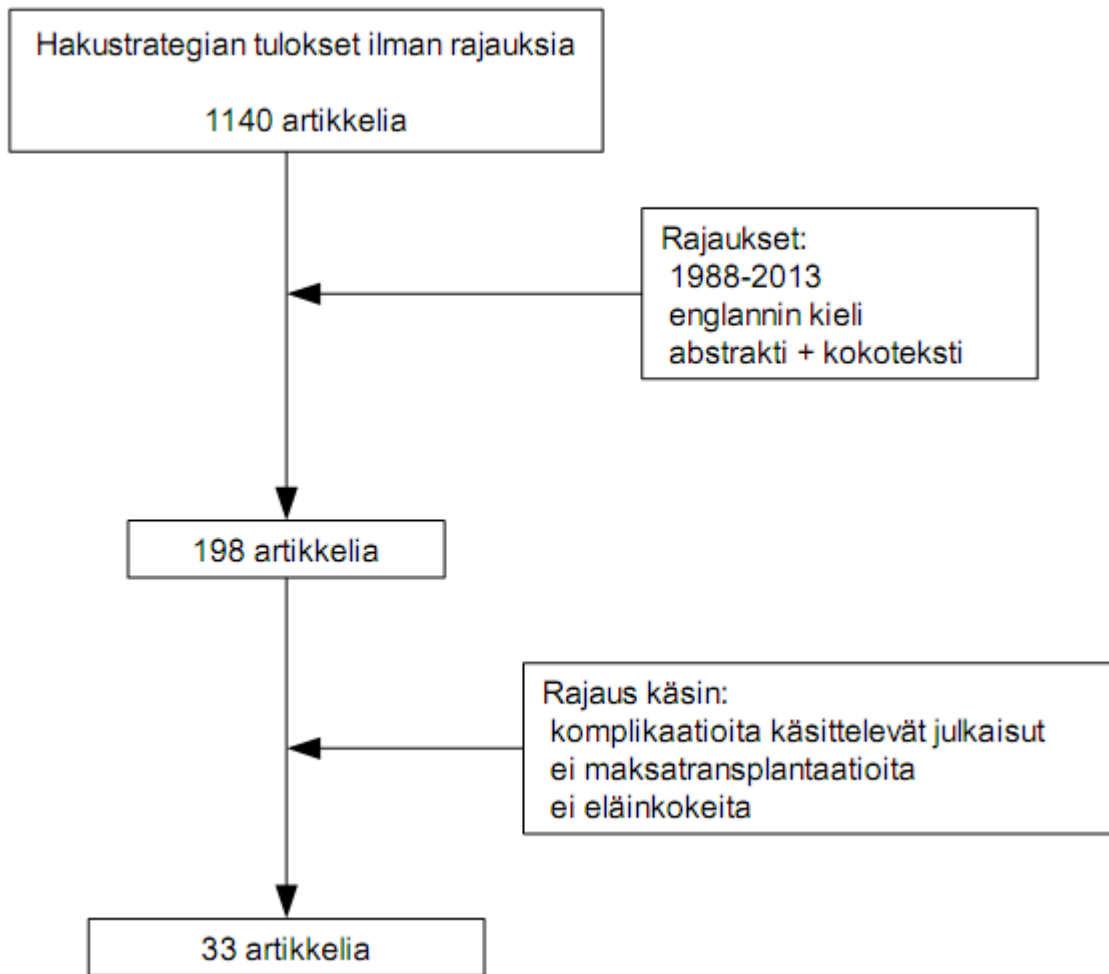 Hakustrategian tulokset ilman rajauksia
1140 artikkelia
Rajaukset:
1988-2013
englannin kieli
abstrakti + kokoteksti
198 artikkelia
Rajaus käsin:
komplikaatioita käsittelevät julkaisut
ei maksatransplantaatioita
ei eläinkokeita
33 artikkelia